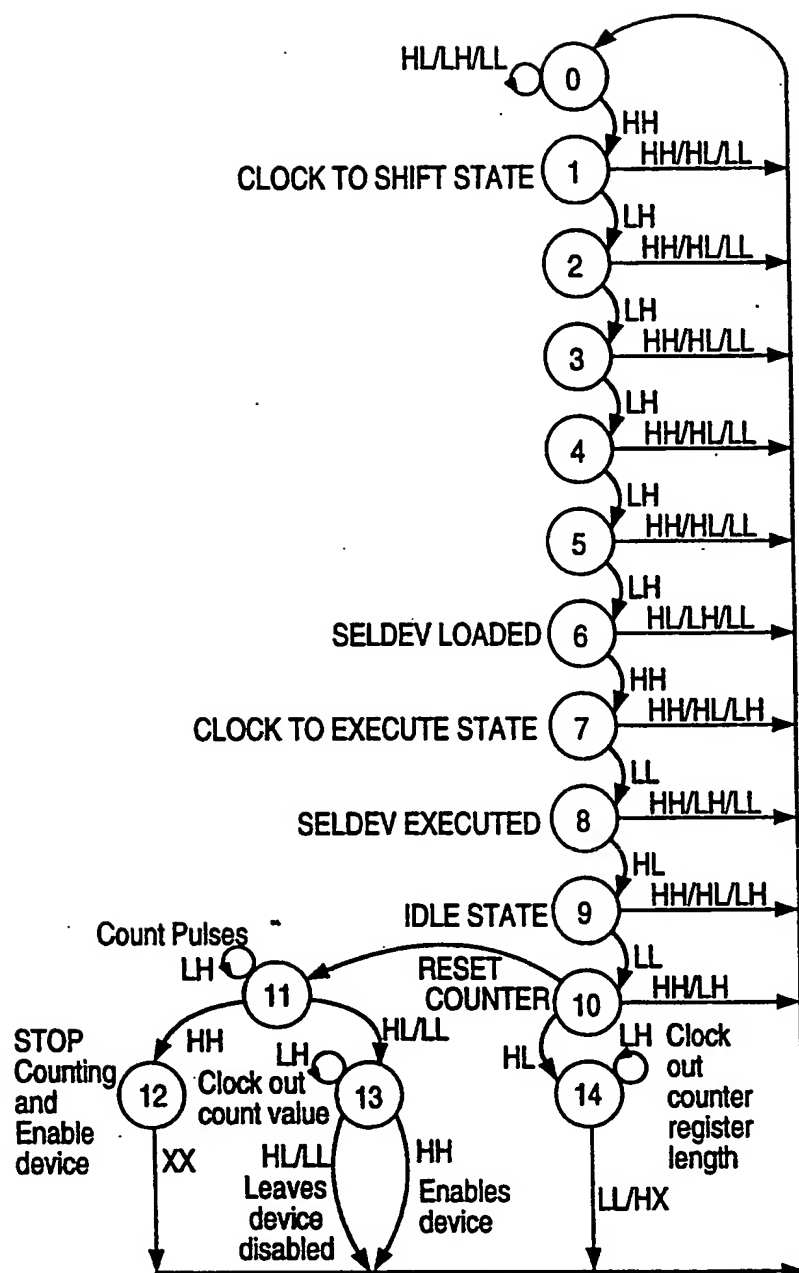 HL/LH/LL
0
HH
CLOCK TO SHIFT STATE
1
HH/HL/LL
LH
2
HH/HL/LL
LH
3
HH/HL/LL
LH
4
HH/HL/LL
LH
5
HH/HL/LL
LH
SELDEV LOADED
6
HL/LH/LL
HH
CLOCK TO EXECUTE STATE
7
HH/HL/LH
LL
SELDEV EXECUTED
8
HH/LH/LL
HL
IDLE STATE
9
HH/HL/LH
LL
Count Pulses
LH
11
RESET
COUNTER
10
HH/LH
HH
HL/LL
HL
LH
STOP
Counting
and
Enable
device
12
LH
Clock out
count value
13
14
Clock
out
counter
register
length
XX
HL/LL
Leaves
device
disabled
HH
Enables
device
LL/HX